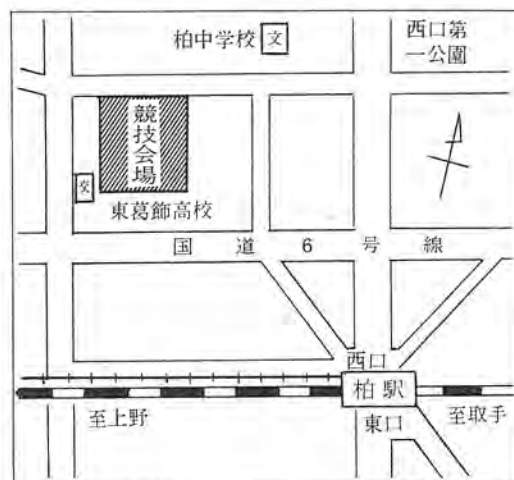 柏中学校 文
西口第
一公園
競技会場
文
東葛飾高校
国道6号線
西口
柏駅
至上野
東口
至取手